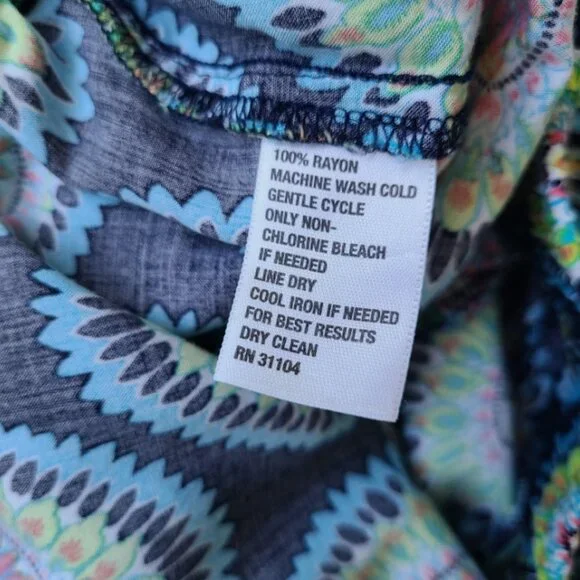 100% RAYON
MACHINE WASH COLD
GENTLE CYCLE
ONLY NON-
CHLORINE BLEACH
IF NEEDED
LINE DRY
COOL IRON IF NEEDED
FOR BEST RESULTS
DRY CLEAN
RN 31104